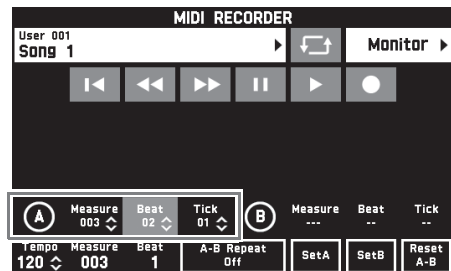 MIDI RECORDER
User 001
Song 1
Monitor
A Measure Beat Tick B Measure Beat Tick
003 02 01 --- -- --
Tempo Measure Beat A-B Repeat SetA SetB Reset
120 003 1 Off A-B